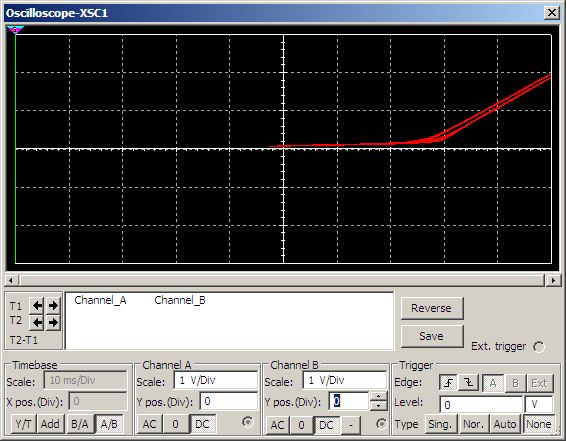 Oscilloscope-XSC1
T1
T2
T2-T1
Channel_A Channel_B
Reverse
Save
Ext. trigger
Timebase
Scale: 10 ms/Div
X pos.(Div): 0
Y/T Add B/A A/B
Channel A
Scale: 1 V/Div
Y pos.(Div): 0
AC 0 DC
Channel B
Scale: 1 V/Div
Y pos.(Div): 0
AC 0 DC -
Trigger
Edge: A B Ext
Level: 0 V
Type Sing. Nor. Auto None